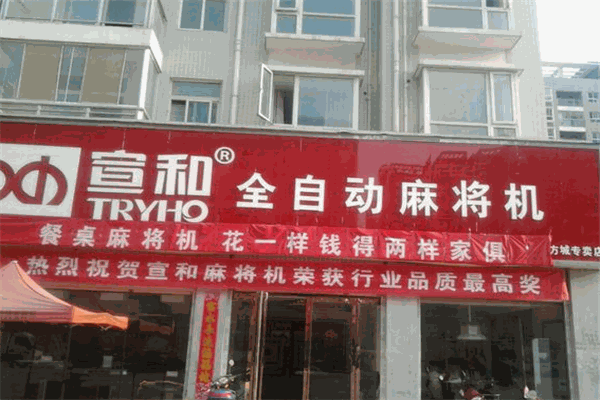 宣和®
TRYHO
全自动麻将机
餐桌麻将机 花一样钱得两样家俱
热烈祝贺宣和麻将机荣获行业品质最高奖
方城专卖店